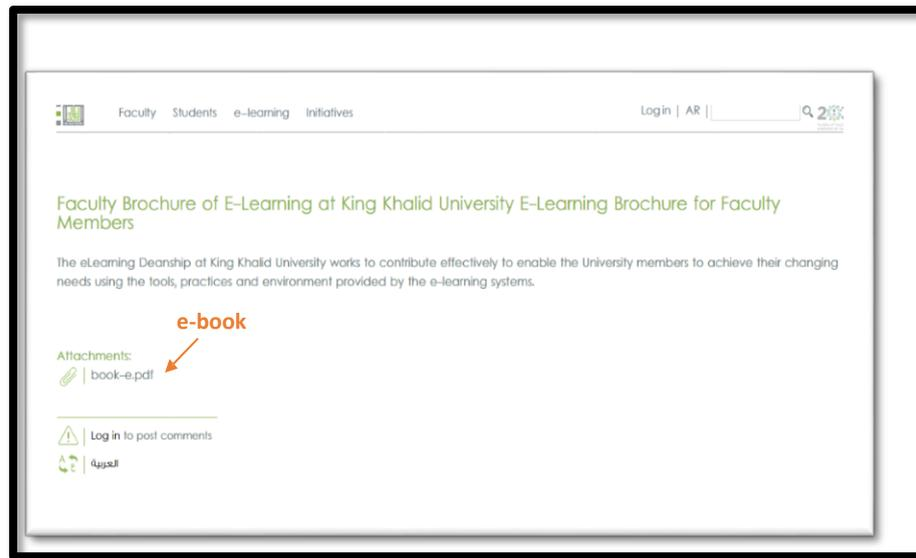 Faculty Students e-learning Initiatives Login | AR |
Faculty Brochure of E-Learning at King Khalid University E-Learning Brochure for Faculty
Members
The eLearning Deanship at King Khalid University works to contribute effectively to enable the University members to achieve their changing
needs using the tools, practices and environment provided by the e-learning systems.
e-book
Attachments:
book-e.pdf
Log in to post comments
العربية